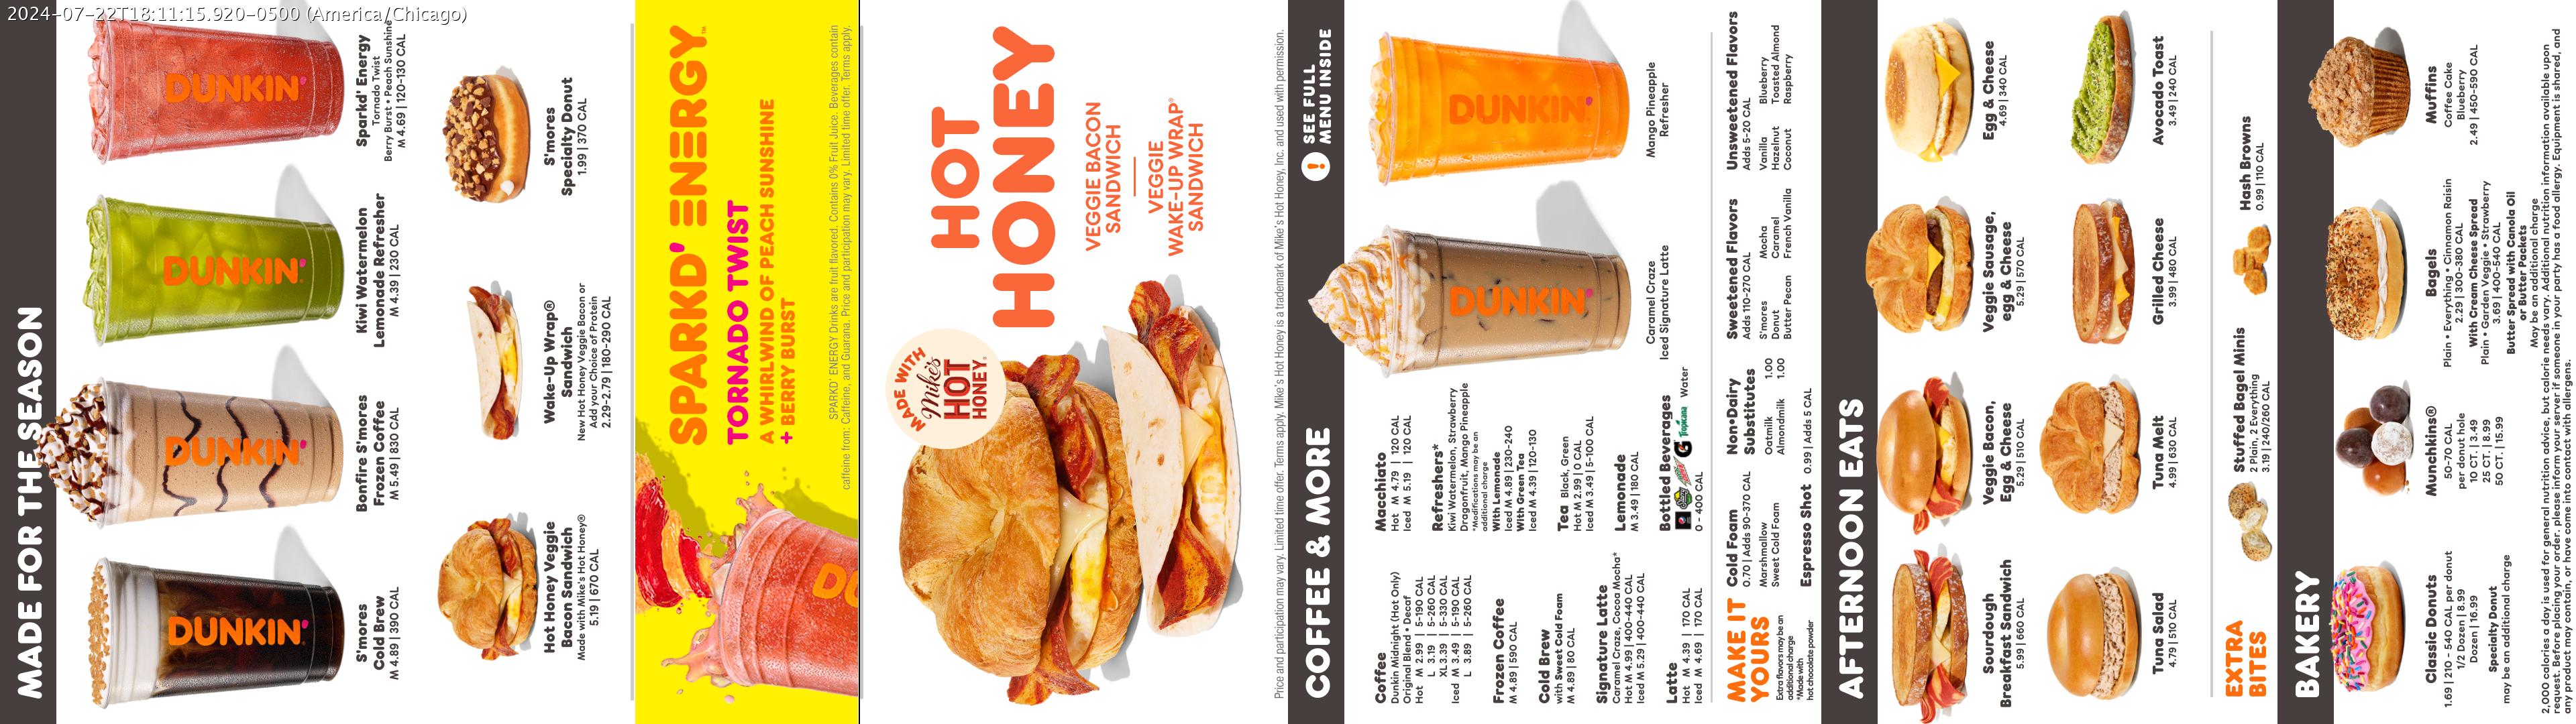 2024-07-22T18:11:15.920-0500 (America/Chicago)
MADE FOR THE SEASON
DUNKIN'
S'mores
Cold Brew
M 4.89 | 390 CAL
DUNKIN'
Bonfire S'mores
Frozen Coffee
M 5.49 | 830 CAL
DUNKIN'
Kiwi Watermelon
Lemonade Refresher
M 4.39 | 230 CAL
DUNKIN'
Sparkd' Energy
Tornado Twist
Berry Burst • Peach Sunshine
M 4.69 | 120-130 CAL
Hot Honey Veggie
Bacon Sandwich
Made with Mike's Hot Honey®
5.19 | 670 CAL
Wake-Up Wrap®
Sandwich
New Hot Honey Veggie Bacon or
Add your Choice of Protein
2.29-2.79 | 180-290 CAL
S'mores
Specialty Donut
1.99 | 370 CAL
SPARKD' ENERGY™
TORNADO TWIST
A WHIRLWIND OF PEACH SUNSHINE
+ BERRY BURST
SPARKD' ENERGY Drinks are fruit flavored. Contains 0% Fruit Juice. Beverages contain
caffeine from: Caffeine, and Guarana. Price and participation may vary. Limited time offer. Terms apply.
MADE WITH
Mike's
HOT
HONEY®
HOT
HONEY
VEGGIE BACON
SANDWICH
VEGGIE
WAKE-UP WRAP®
SANDWICH
Price and participation may vary. Limited time offer. Terms apply. Mike's Hot Honey is a trademark of Mike's Hot Honey, Inc. and used with permission.
COFFEE & MORE
! SEE FULL
MENU INSIDE
Coffee
Dunkin Midnight (Hot Only)
Original Blend • Decaf
Hot M 2.99 | 5-190 CAL
L 3.19 | 5-260 CAL
XL 3.39 | 5-330 CAL
Iced M 3.49 | 5-190 CAL
L 3.89 | 5-260 CAL
Frozen Coffee
M 4.89 | 590 CAL
Cold Brew
with Sweet Cold Foam
M 4.89 | 80 CAL
Signature Latte
Caramel Craze, Cocoa Mocha*
Hot M 4.99 | 400-440 CAL
Iced M 5.29 | 400-440 CAL
Latte
Hot M 4.39 | 170 CAL
Iced M 4.69 | 170 CAL
Macchiato
Hot M 4.79 | 120 CAL
Iced M 5.19 | 120 CAL
Refreshers*
Kiwi Watermelon, Strawberry
Dragonfruit, Mango Pineapple
*Modifications may be an
additional charge
With Lemonade
Iced M 4.89 | 230-240
With Green Tea
Iced M 4.39 | 120-130
Tea Black, Green
Hot M 2.99 | 0 CAL
Iced M 3.49 | 5-100 CAL
Lemonade
M 3.49 | 180 CAL
Bottled Beverages
G Tropicana Water
0 - 400 CAL
DUNKIN'
Caramel Craze
Iced Signature Latte
DUNKIN'
Mango Pineapple
Refresher
MAKE IT
YOURS
Extra flavors may be an
additional charge
*Made with
hot chocolate powder
Cold Foam
0.70 | Adds 90-370 CAL
Marshmallow
Sweet Cold Foam
Espresso Shot 0.99 | Adds 5 CAL
Non•Dairy
Substitutes
Oatmilk 1.00
Almondmilk 1.00
Sweetened Flavors
Adds 110-270 CAL
S'mores Mocha
Donut Caramel
Butter Pecan French Vanilla
Unsweetened Flavors
Adds 5-20 CAL
Vanilla Blueberry
Hazelnut Toasted Almond
Coconut Raspberry
AFTERNOON EATS
Sourdough
Breakfast Sandwich
5.99 | 660 CAL
Veggie Bacon,
Egg & Cheese
5.29 | 510 CAL
Veggie Sausage,
egg & Cheese
5.29 | 570 CAL
Egg & Cheese
4.69 | 340 CAL
Tuna Salad
4.79 | 510 CAL
Tuna Melt
4.99 | 630 CAL
Grilled Cheese
3.99 | 480 CAL
Avocado Toast
3.49 | 240 CAL
EXTRA
BITES
Stuffed Bagel Minis
2 Plain, 2 Everything
3.19 | 240/260 CAL
Hash Browns
0.99 | 110 CAL
BAKERY
Classic Donuts
1.69 | 210 - 540 CAL per donut
1/2 Dozen | 8.99
Dozen | 16.99
Specialty Donut
may be an additional charge
Munchkins®
50-70 CAL
per donut hole
10 CT. | 3.49
25 CT. | 8.99
50 CT. | 15.99
Bagels
Plain • Everything • Cinnamon Raisin
2.29 | 300-380 CAL
With Cream Cheese Spread
Plain • Garden Veggie • Strawberry
3.69 | 400-540 CAL
Butter Spread with Canola Oil
or Butter Packets
May be an additional charge
Muffins
Coffee Cake
Blueberry
2.49 | 450-590 CAL
2,000 calories a day is used for general nutrition advice, but calorie needs vary. Additional nutrition information available upon
request. Before placing your order, please inform your server if someone in your party has a food allergy. Equipment is shared, and
any product may contain, or have come into contact with allergens.